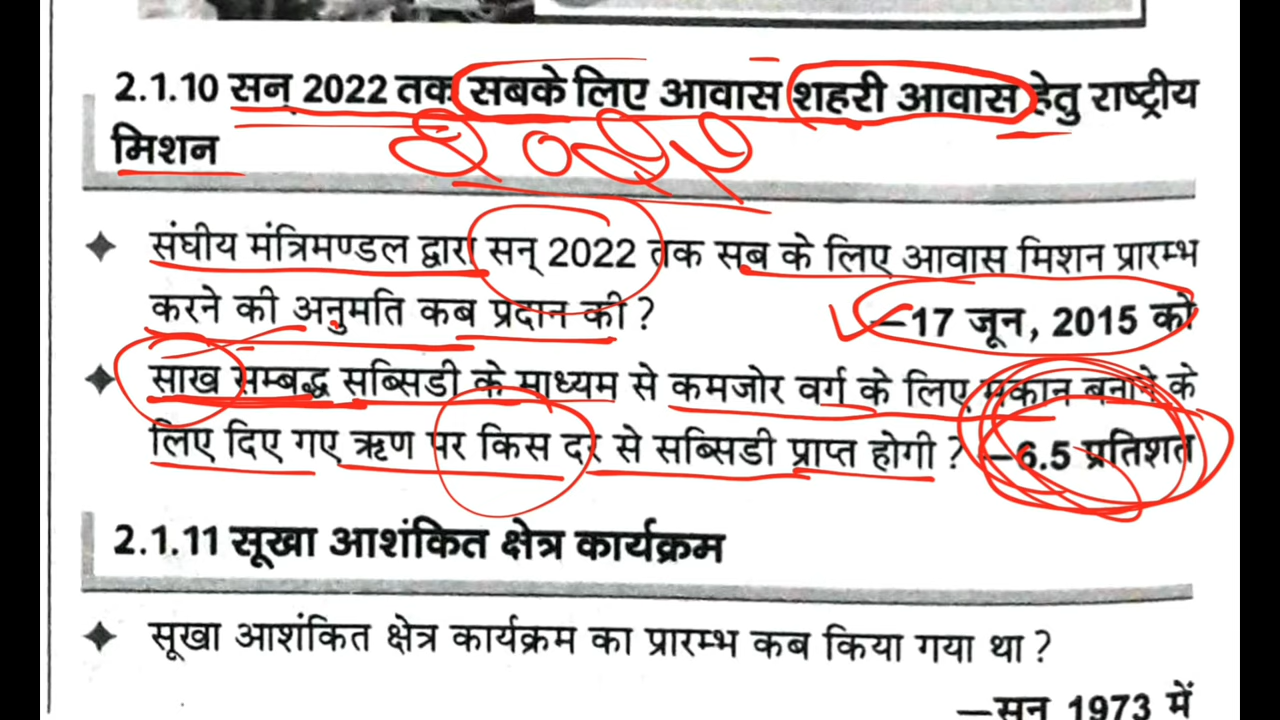 2.1.10 सन् 2022 तक सबके लिए आवास शहरी आवास हेतु राष्ट्रीय
मिशन
संघीय मंत्रिमण्डल द्वारा सन् 2022 तक सब के लिए आवास मिशन प्रारम्भ
करने की अनुमति कब प्रदान की ? —17 जून, 2015 को
साख सम्बद्ध सब्सिडी के माध्यम से कमजोर वर्ग के लिए मकान बनाने के
लिए दिए गए ऋण पर किस दर से सब्सिडी प्राप्त होगी ? —6.5 प्रतिशत
2.1.11 सूखा आशंकित क्षेत्र कार्यक्रम
सूखा आशंकित क्षेत्र कार्यक्रम का प्रारम्भ कब किया गया था ?
—सन् 1973 में